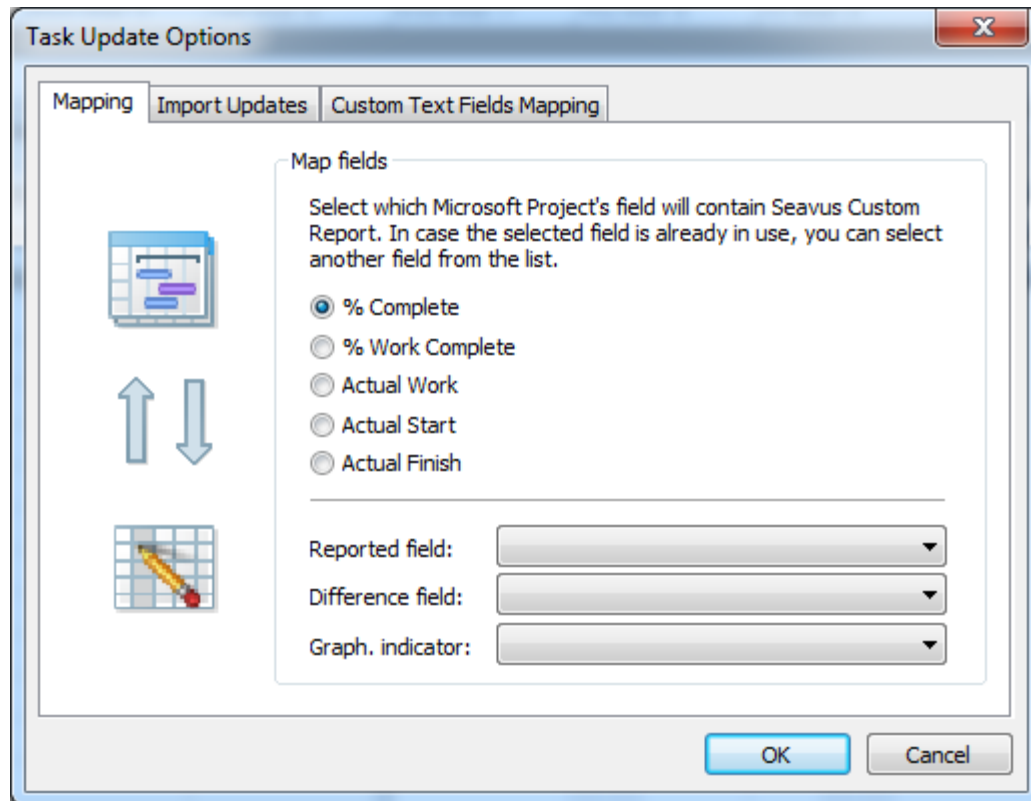 Task Update Options
Mapping
Import Updates
Custom Text Fields Mapping
Map fields
Select which Microsoft Project's field will contain Seavus Custom
Report. In case the selected field is already in use, you can select
another field from the list.
% Complete
% Work Complete
Actual Work
Actual Start
Actual Finish
Reported field:
Difference field:
Graph. indicator:
OK
Cancel